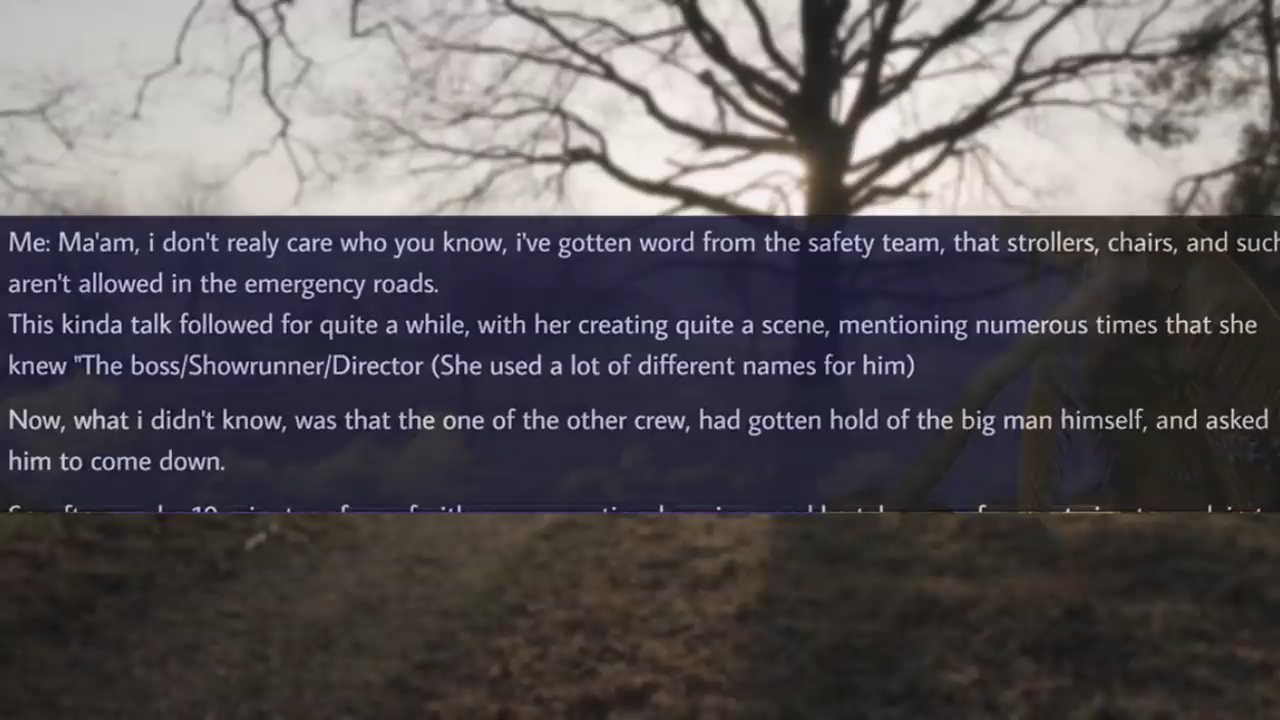 Me: Ma'am, i don't realy care who you know, i've gotten word from the safety team, that strollers, chairs, and such
aren't allowed in the emergency roads.
This kinda talk followed for quite a while, with her creating quite a scene, mentioning numerous times that she
knew "The boss/Showrunner/Director (She used a lot of different names for him)
Now, what i didn't know, was that the one of the other crew, had gotten hold of the big man himself, and asked
him to come down.